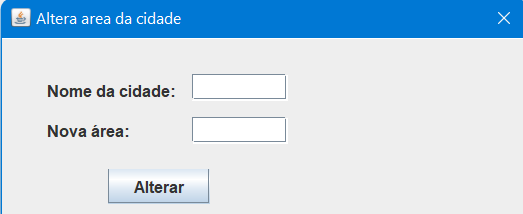 Altera area da cidade
Nome da cidade:
Nova área:
Alterar